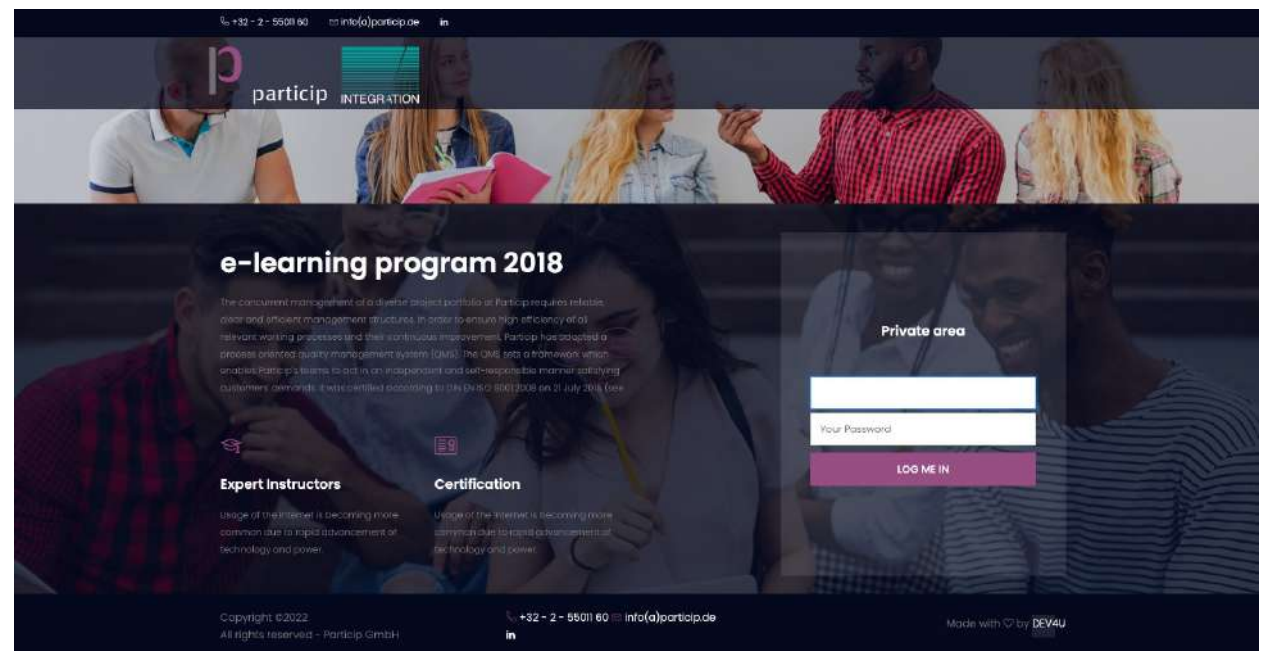 +32 - 2 - 55011 60 info(a)particip.de in
particip INTEGRATION
e-learning program 2018
The concurrent management of a diverse project portfolio at Particip requires reliable,
clear and efficient management structures. In order to ensure high efficiency of all
relevant working processes and their continuous improvement, Particip has adopted a
process oriented quality management system (QMS). The QMS sets a framework which
enables Particip's teams to act in an independent and self-responsible manner satisfying
customers' demands. It was certified according to DIN EN ISO 9001:2008 on 21 July 201 (see
Private area
Your Password
LOG ME IN
Expert Instructors
Usage of the internet is becoming more
common due to rapid advancement of
technology and power.
Certification
Usage of the internet is becoming more
common due to rapid advancement of
technology and power.
Copyright ©2022
All rights reserved - Particip GmbH
+32 - 2 - 55011 60 info(a)particip.de
in
Made with ♡ by DEV4U